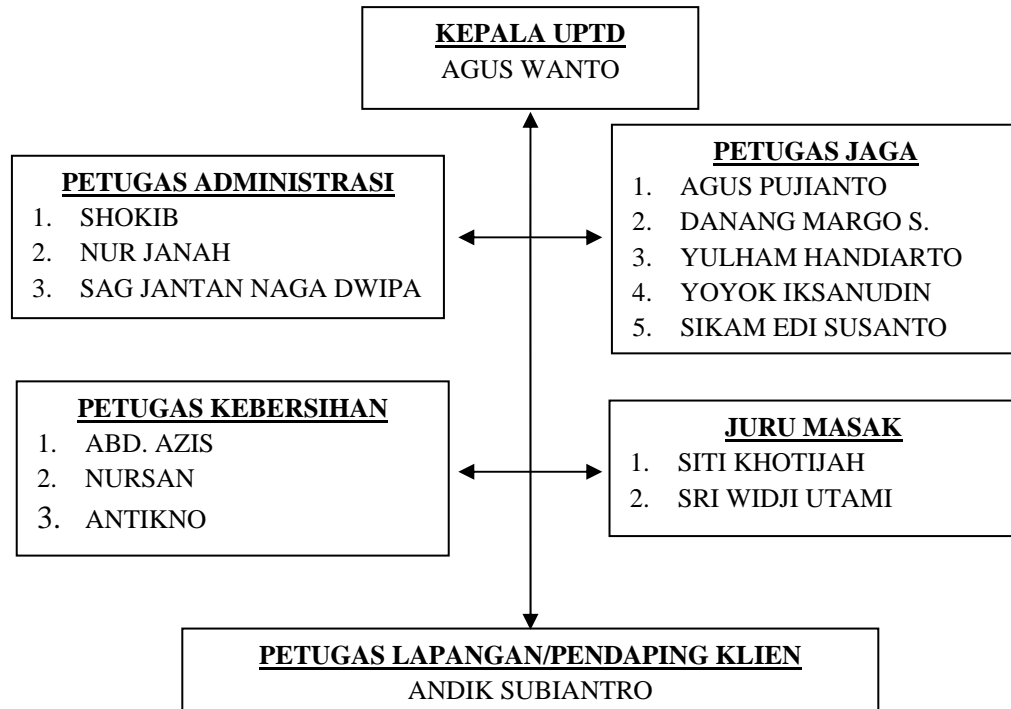 KEPALA UPTD
AGUS WANTO
PETUGAS ADMINISTRASI
1. SHOKIB
2. NUR JANAH
3. SAG JANTAN NAGA DWIPA
PETUGAS JAGA
1. AGUS PUJIANTO
2. DANANG MARGO S.
3. YULHAM HANDIARTO
4. YOYOK IKSANUDIN
5. SIKAM EDI SUSANTO
PETUGAS KEBERSIHAN
1. ABD. AZIS
2. NURSAN
3. ANTIKNO
JURU MASAK
1. SITI KHOTIJAH
2. SRI WIDJI UTAMI
PETUGAS LAPANGAN/PENDAPING KLIEN
ANDIK SUBIANTRO